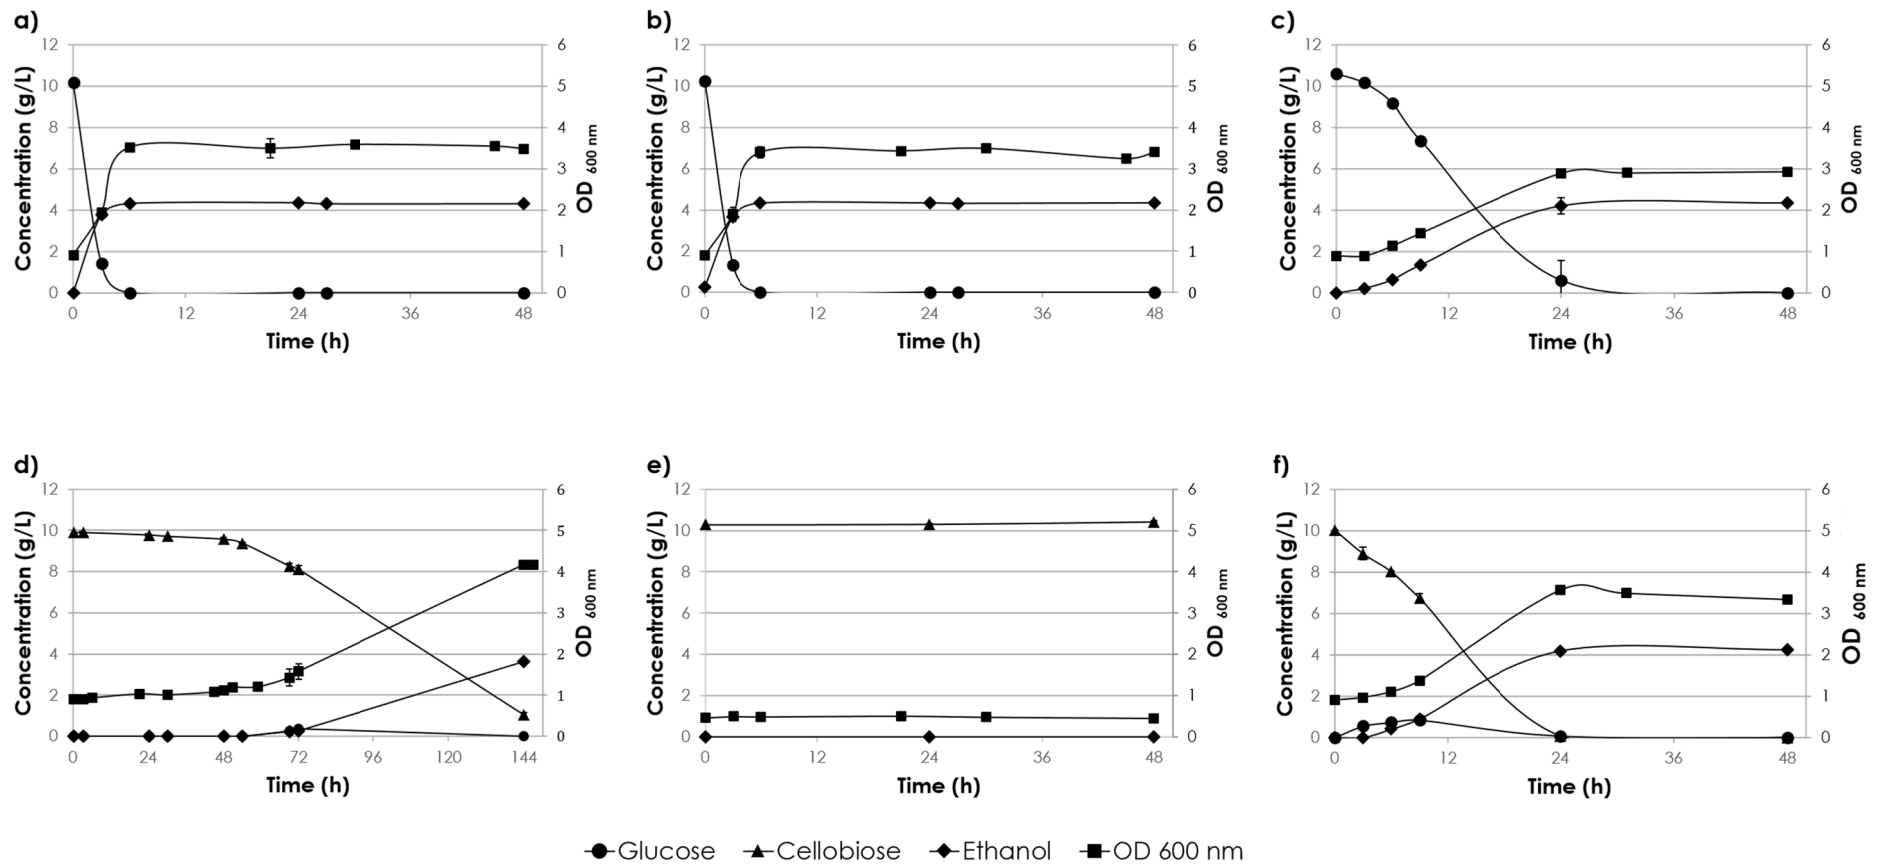 a)
12
10
8
6
4
2
0
Concentration (g/L)
6
5
4
3
2
1
0
OD 600 nm
0 12 24 36 48
Time (h)
b)
12
10
8
6
4
2
0
Concentration (g/L)
6
5
4
3
2
1
0
OD 600 nm
0 12 24 36 48
Time (h)
c)
12
10
8
6
4
2
0
Concentration (g/L)
6
5
4
3
2
1
0
OD 600 nm
0 12 24 36 48
Time (h)
d)
12
10
8
6
4
2
0
Concentration (g/L)
6
5
4
3
2
1
0
OD 600 nm
0 24 48 72 96 120 144
Time (h)
e)
12
10
8
6
4
2
0
Concentration (g/L)
6
5
4
3
2
1
0
OD 600 nm
0 12 24 36 48
Time (h)
f)
12
10
8
6
4
2
0
Concentration (g/L)
6
5
4
3
2
1
0
OD 600 nm
0 12 24 36 48
Time (h)
Glucose Cellobiose Ethanol OD 600 nm